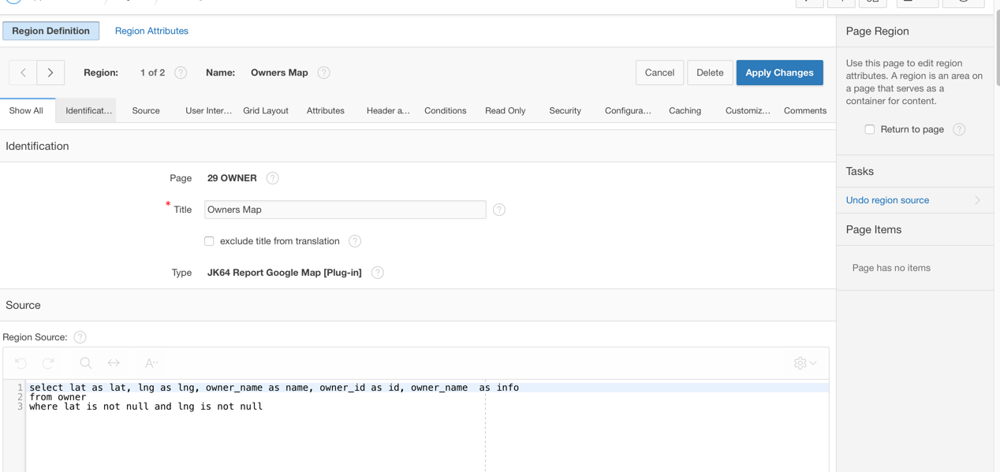 Region Definition
Region Attributes
Region: 1 of 2 ? Name: Owners Map ?
Cancel Delete Apply Changes
Show All Identificat... Source User Inter... Grid Layout Attributes Header a... Conditions Read Only Security Configura... Caching Customiz... Comments
Identification
Page 29 OWNER ?
* Title Owners Map ?
exclude title from translation ?
Type JK64 Report Google Map [Plug-in] ?
Source
Region Source: ?
1 select lat as lat, lng as lng, owner_name as name, owner_id as id, owner_name  as info
2 from owner
3 where lat is not null and lng is not null
Page Region
Use this page to edit region
attributes. A region is an area on
a page that serves as a
container for content.
Return to page ?
Tasks
Undo region source
Page Items
Page has no items